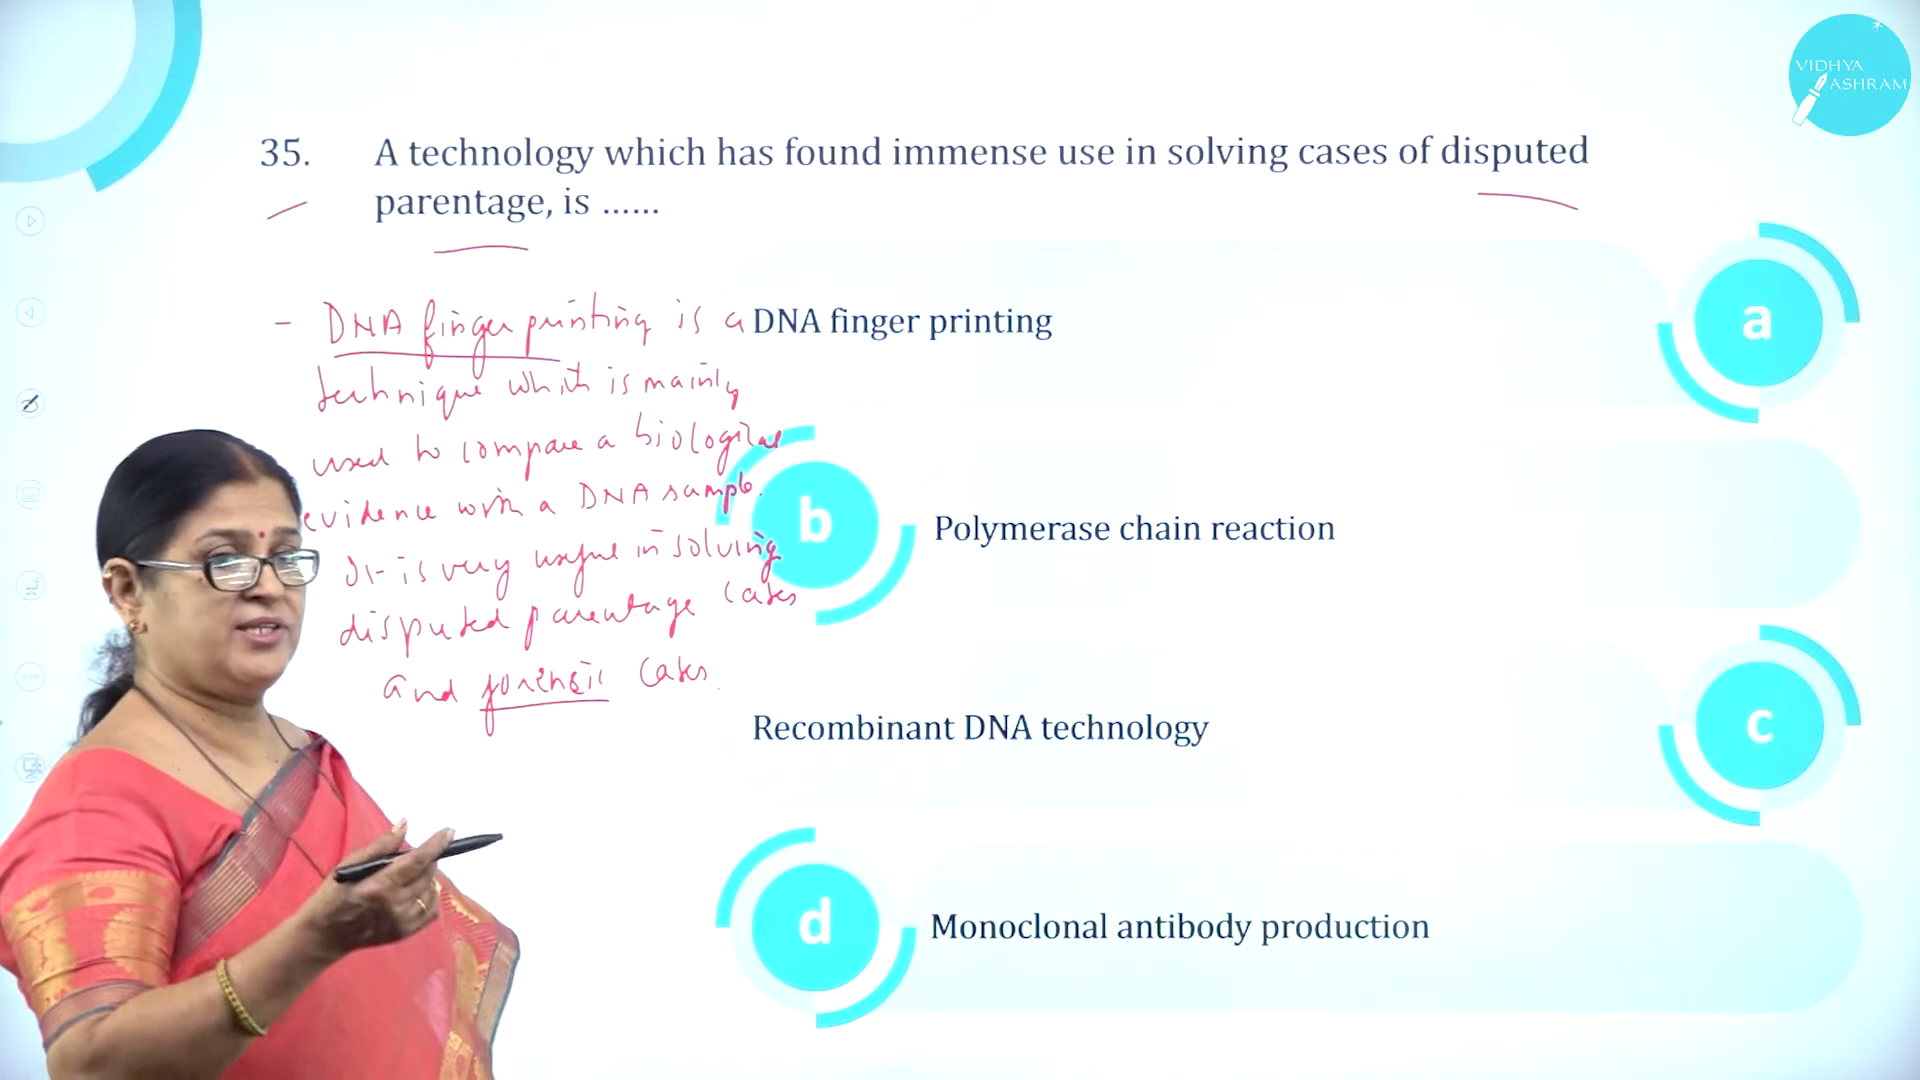 VIDHYA
ASHRAM
35. A technology which has found immense use in solving cases of disputed
parentage, is ......
- DNA fingerprinting is a
technique which is mainly
used to compare a biological
evidence with a DNA sample.
It is very useful in solving
disputed parentage cases
and forensic cases.
DNA finger printing
a
b
Polymerase chain reaction
Recombinant DNA technology
c
d
Monoclonal antibody production